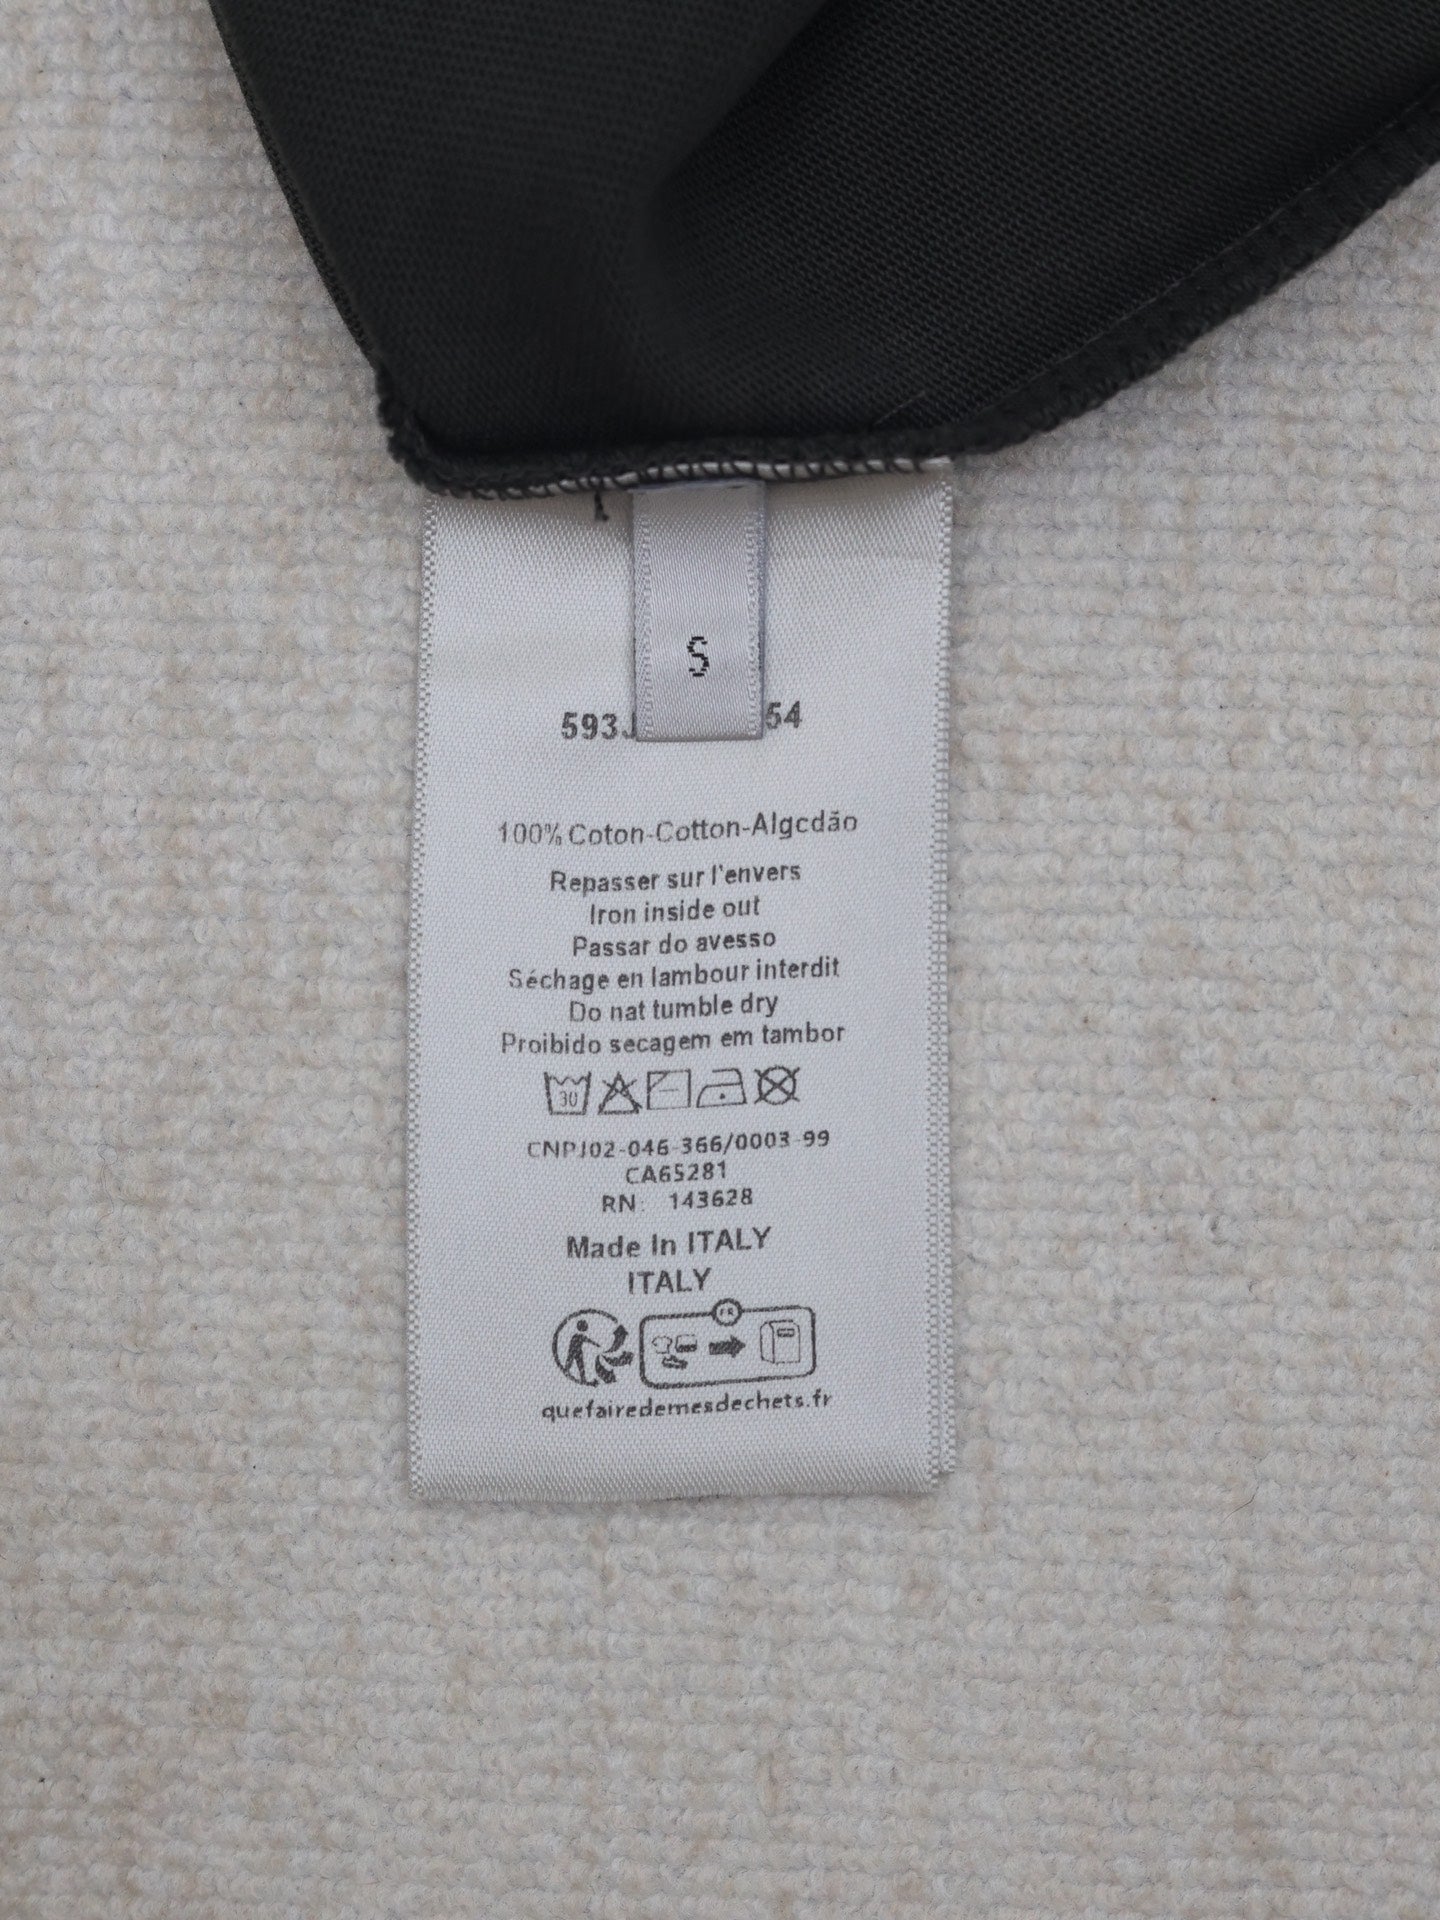 S
593J 54
100% Coton-Cotton-Algcdão
Repasser sur l'envers
Iron inside out
Passar do avesso
Séchage en lambour interdit
Do nat tumble dry
Proibido secagem em tambor
30
CNPJ02-046-366/0003-99
CA65281
RN: 143628
Made In ITALY
ITALY
FR
quefairedemesdechets.fr